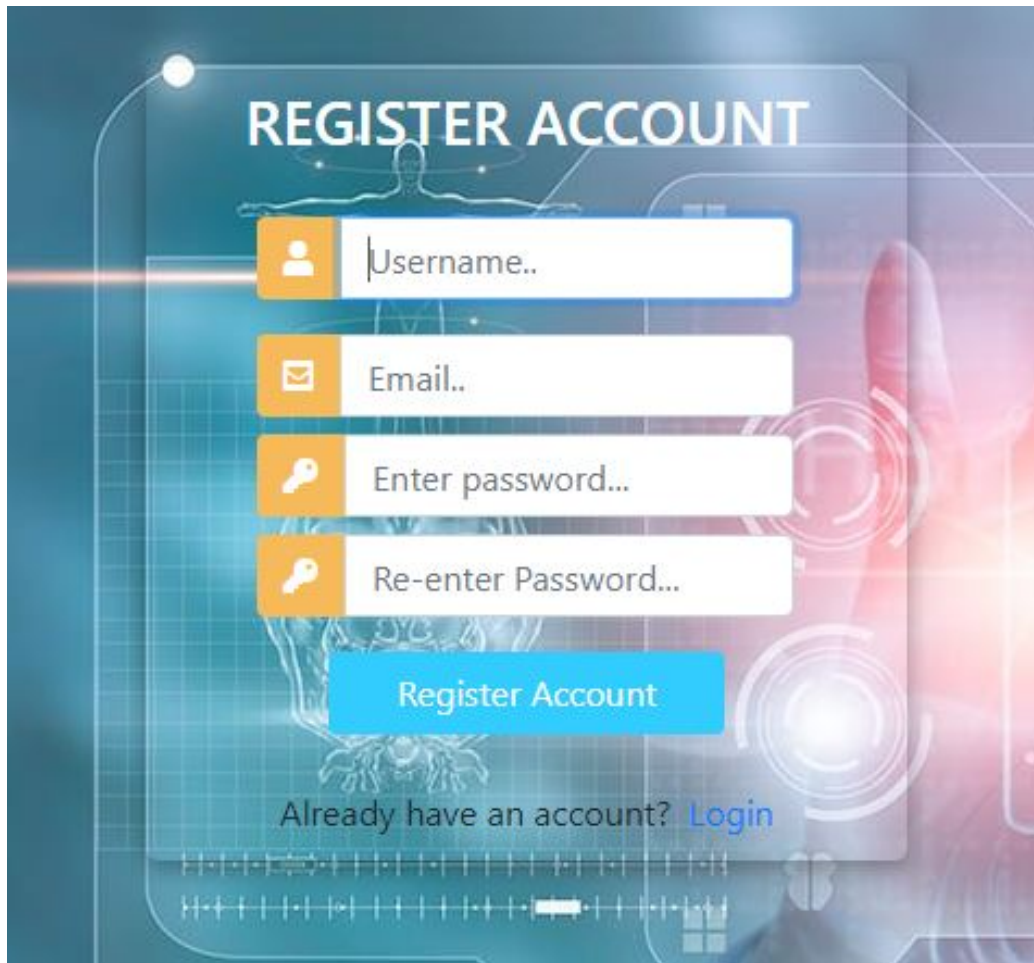 REGISTER ACCOUNT
Username..
Email..
Enter password...
Re-enter Password...
Register Account
Already have an account? Login